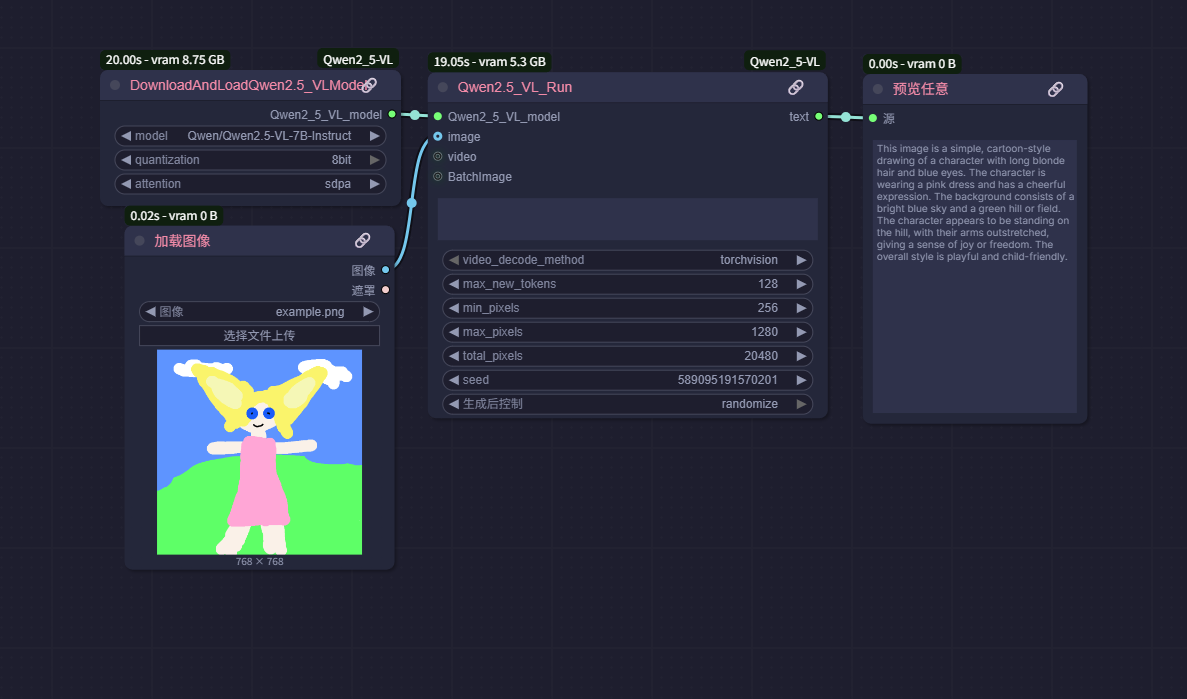 20.00s - vram 8.75 GB
Qwen2_5-VL
DownloadAndLoadQwen2.5_VLModel
Qwen2_5_VL_model
model Qwen/Qwen2.5-VL-7B-Instruct
quantization 8bit
attention sdpa
0.02s - vram 0 B
加载图像
图像
遮罩
图像 example.png
选择文件上传
768 × 768
19.05s - vram 5.3 GB
Qwen2_5-VL
Qwen2.5_VL_Run
Qwen2_5_VL_model text
image
video
BatchImage
video_decode_method torchvision
max_new_tokens 128
min_pixels 256
max_pixels 1280
total_pixels 20480
seed 589095191570201
生成后控制 randomize
0.00s - vram 0 B
预览任意
源
This image is a simple, cartoon-style
drawing of a character with long blonde
hair and blue eyes. The character is
wearing a pink dress and has a cheerful
expression. The background consists of a
bright blue sky and a green hill or field.
The character appears to be standing on
the hill, with their arms outstretched,
giving a sense of joy or freedom. The
overall style is playful and child-friendly.